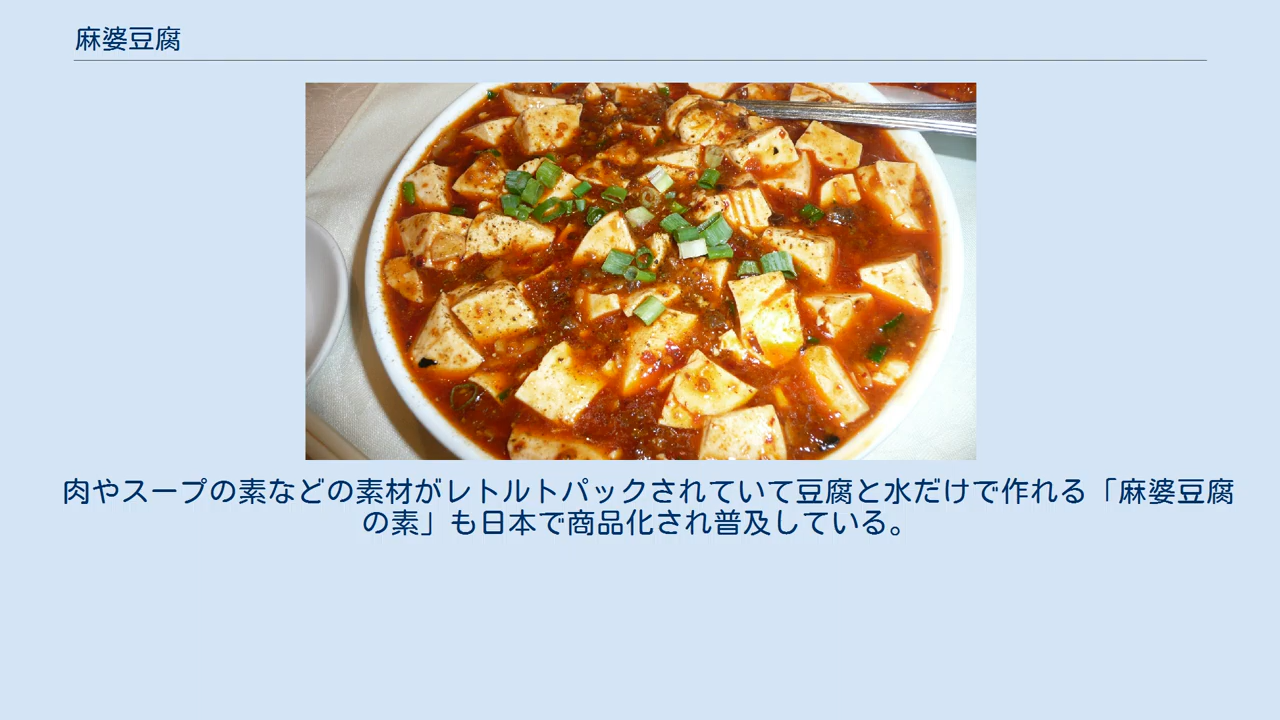 麻婆豆腐
肉やスープの素などの素材がレトルトパックされていて豆腐と水だけで作れる「麻婆豆腐
の素」も日本で商品化され普及している。